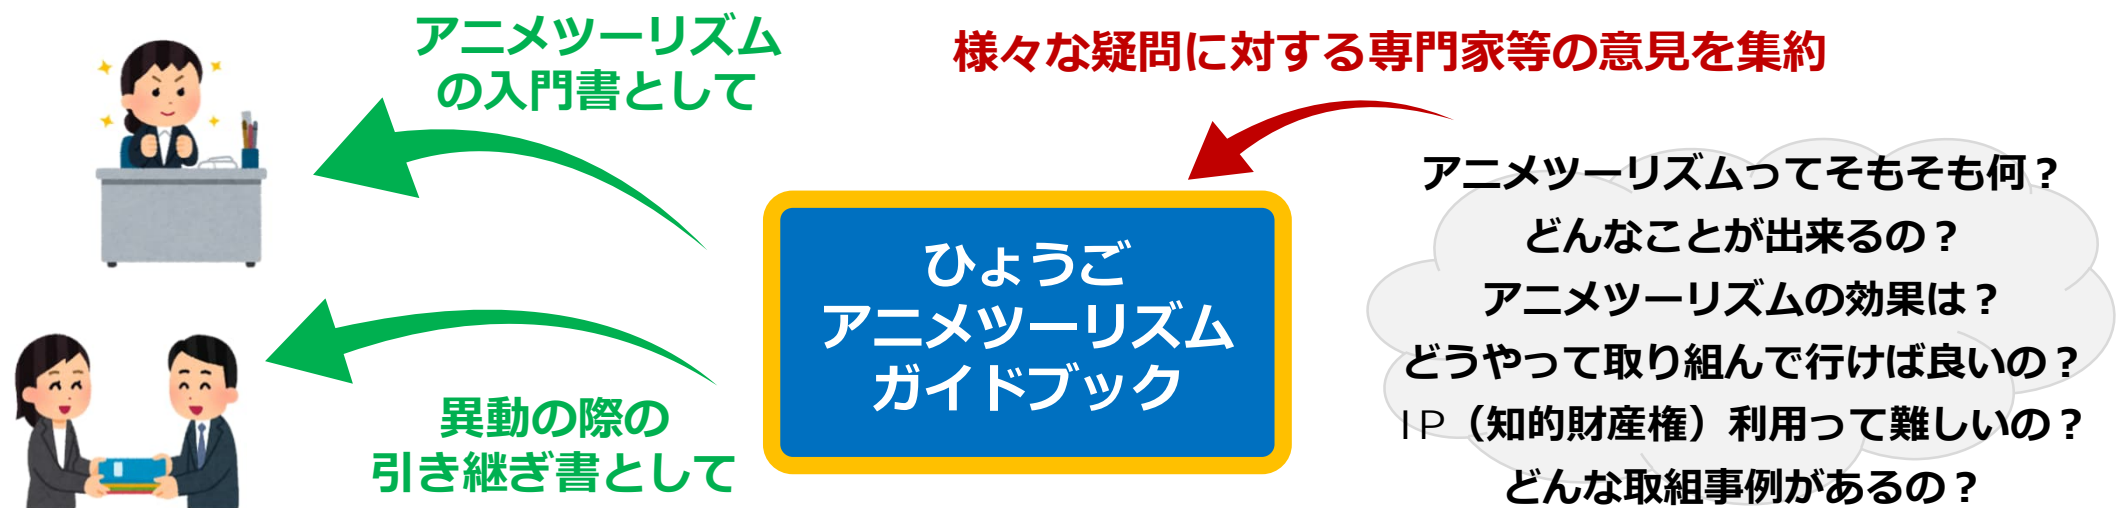 アニメツーリズム
の入門書として
様々な疑問に対する専門家等の意見を集約
アニメツーリズムってそもそも何？
どんなことが出来るの？
アニメツーリズムの効果は？
どうやって取り組んで行けば良いの？
ＩＰ（知的財産権）利用って難しいの？
どんな取組事例があるの？
ひょうご
アニメツーリズム
ガイドブック
異動の際の
引き継ぎ書として